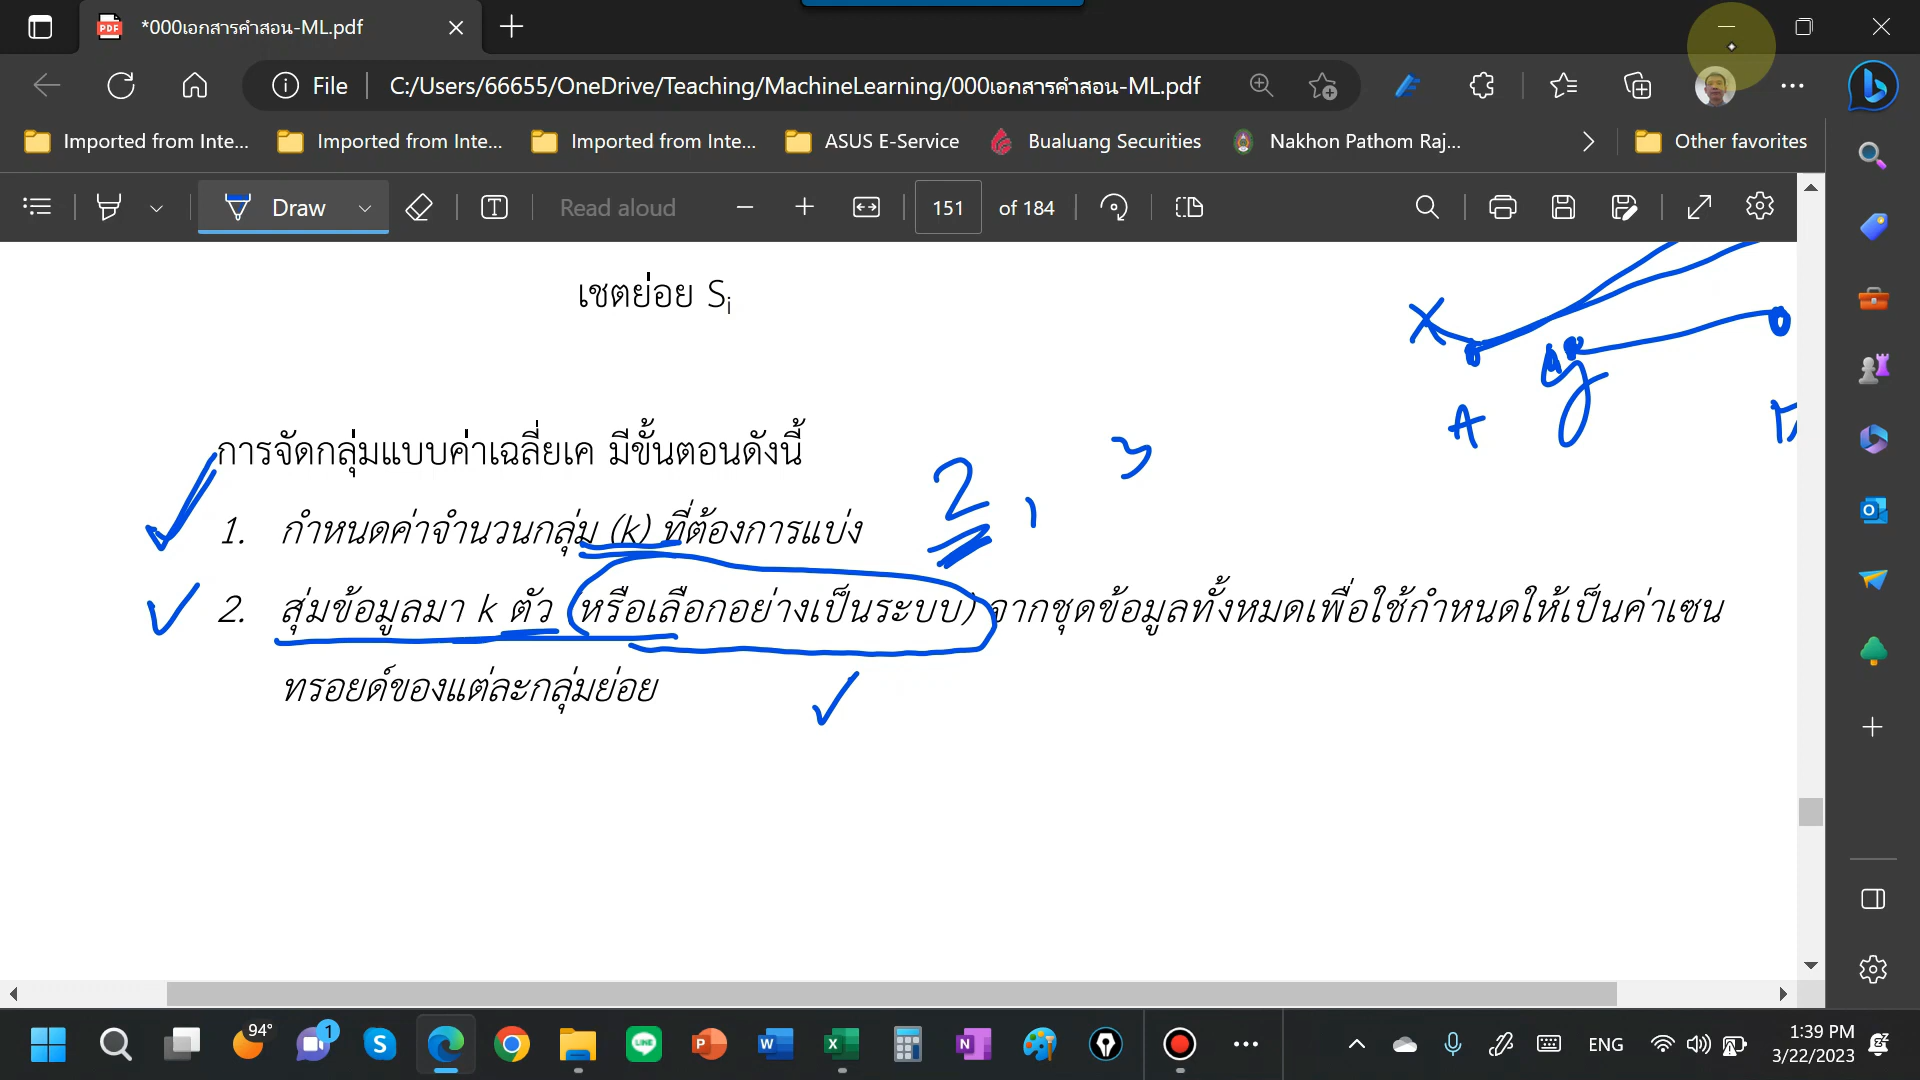 *000เอกสารคำสอน-ML.pdf
File C:/Users/66655/OneDrive/Teaching/MachineLearning/000เอกสารคำสอน-ML.pdf
Imported from Inte... Imported from Inte... Imported from Inte... ASUS E-Service Bualuang Securities Nakhon Pathom Raj... Other favorites
Draw Read aloud 151 of 184
เซตย่อย Si
X y
A
การจัดกลุ่มแบบค่าเฉลี่ยเค มีขั้นตอนดังนี้
2, 3
1. กำหนดค่าจำนวนกลุ่ม (k) ที่ต้องการแบ่ง
2. สุ่มข้อมูลมา k ตัว (หรือเลือกอย่างเป็นระบบ) จากชุดข้อมูลทั้งหมดเพื่อใช้กำหนดให้เป็นค่าเซน
ทรอยด์ของแต่ละกลุ่มย่อย
94° 1 ENG 1:39 PM
3/22/2023